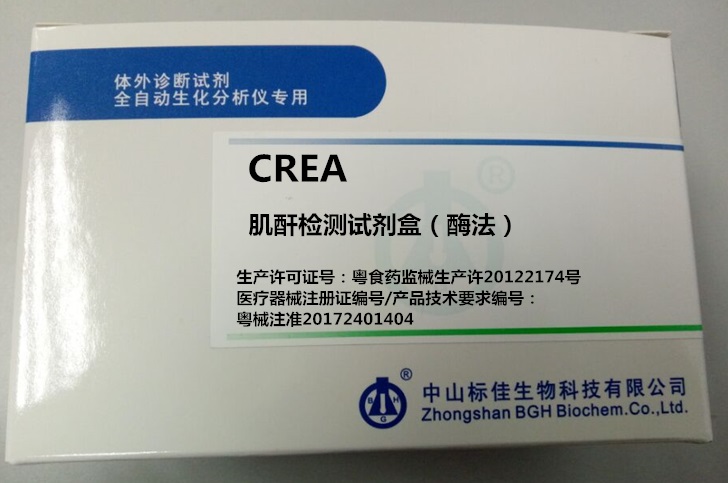 体外诊断试剂
全自动生化分析仪专用
CREA
肌酐检测试剂盒（酶法）
生产许可证号：粤食药监械生产许20122174号
医疗器械注册证编号/产品技术要求编号：
粤械注准20172401404
®
®
B H
G
中山标佳生物科技有限公司
Zhongshan BGH Biochem.Co.,Ltd.